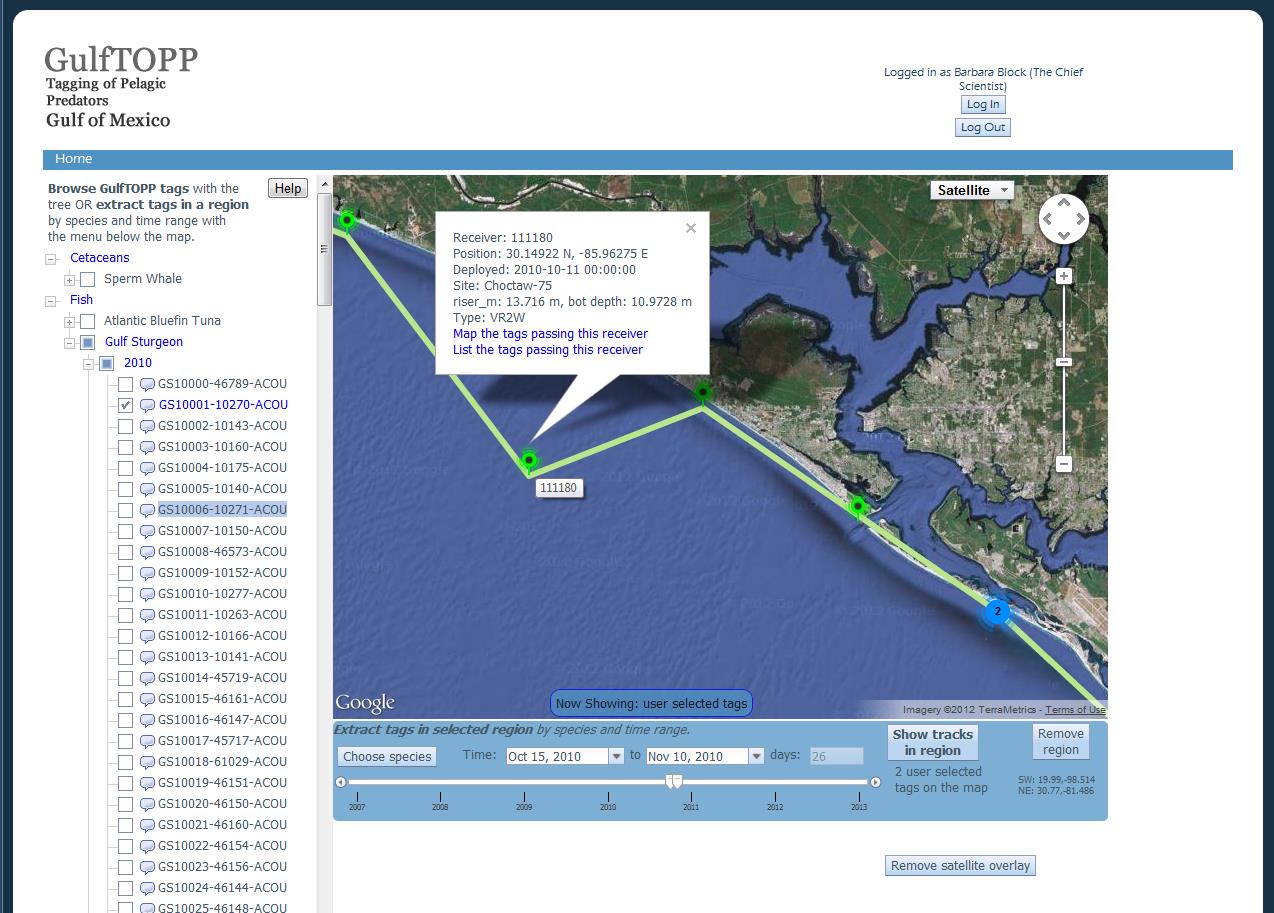 GulfTOPP
Tagging of Pelagic
Predators
Gulf of Mexico
Logged in as Barbara Block (The Chief
Scientist)
Log In
Log Out
Home
Browse GulfTOPP tags with the
tree OR extract tags in a region
by species and time range with
the menu below the map.
Help
Cetaceans
Sperm Whale
Fish
Atlantic Bluefin Tuna
Gulf Sturgeon
2010
GS10000-46789-ACOU
GS10001-10270-ACOU
GS10002-10143-ACOU
GS10003-10160-ACOU
GS10004-10175-ACOU
GS10005-10140-ACOU
GS10006-10271-ACOU
GS10007-10150-ACOU
GS10008-46573-ACOU
GS10009-10152-ACOU
GS10010-10277-ACOU
GS10011-10263-ACOU
GS10012-10166-ACOU
GS10013-10141-ACOU
GS10014-45719-ACOU
GS10015-46161-ACOU
GS10016-46147-ACOU
GS10017-45717-ACOU
GS10018-61029-ACOU
GS10019-46151-ACOU
GS10020-46150-ACOU
GS10021-46160-ACOU
GS10022-46154-ACOU
GS10023-46156-ACOU
GS10024-46144-ACOU
GS10025-46148-ACOU
Satellite
Receiver: 111180
Position: 30.14922 N, -85.96275 E
Deployed: 2010-10-11 00:00:00
Site: Choctaw-75
riser_m: 13.716 m, bot depth: 10.9728 m
Type: VR2W
Map the tags passing this receiver
List the tags passing this receiver
111180
2
Google
Now Showing: user selected tags
Imagery ©2012 TerraMetrics - Terms of Use
Extract tags in selected region by species and time range.
Choose species
Time: Oct 15, 2010 to Nov 10, 2010 days: 26
2007 2008 2009 2010 2011 2012 2013
Show tracks
in region
2 user selected
tags on the map
Remove
region
SW: 19.99,-98.514
NE: 30.77,-81.486
Remove satellite overlay